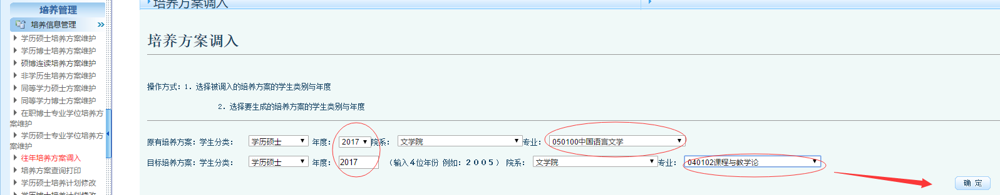 培养管理
培养信息管理
学历硕士培养方案维护
学历博士培养方案维护
硕博连读培养方案维护
非学历生培养方案维护
同等学力硕士方案维护
同等学力博士方案维护
在职博士专业学位培养方
案维护
学历硕士专业学位培养方
案维护
往年培养方案调入
培养方案查询打印
学历硕士培养计划修改
学历博士培养计划修改
培养方案调入
培养方案调入
操作方式：1. 选择被调入的培养方案的学生类别与年度
2. 选择要生成的培养方案的学生类别与年度
原有培养方案：学生分类： 学历硕士 年度： 2017 院系： 文学院 专业： 050100中国语言文学
目标培养方案：学生分类： 学历硕士 年度： 2017 （输入４位年份 例如：２００５） 院系： 文学院 专业： 040102课程与教学论
确 定